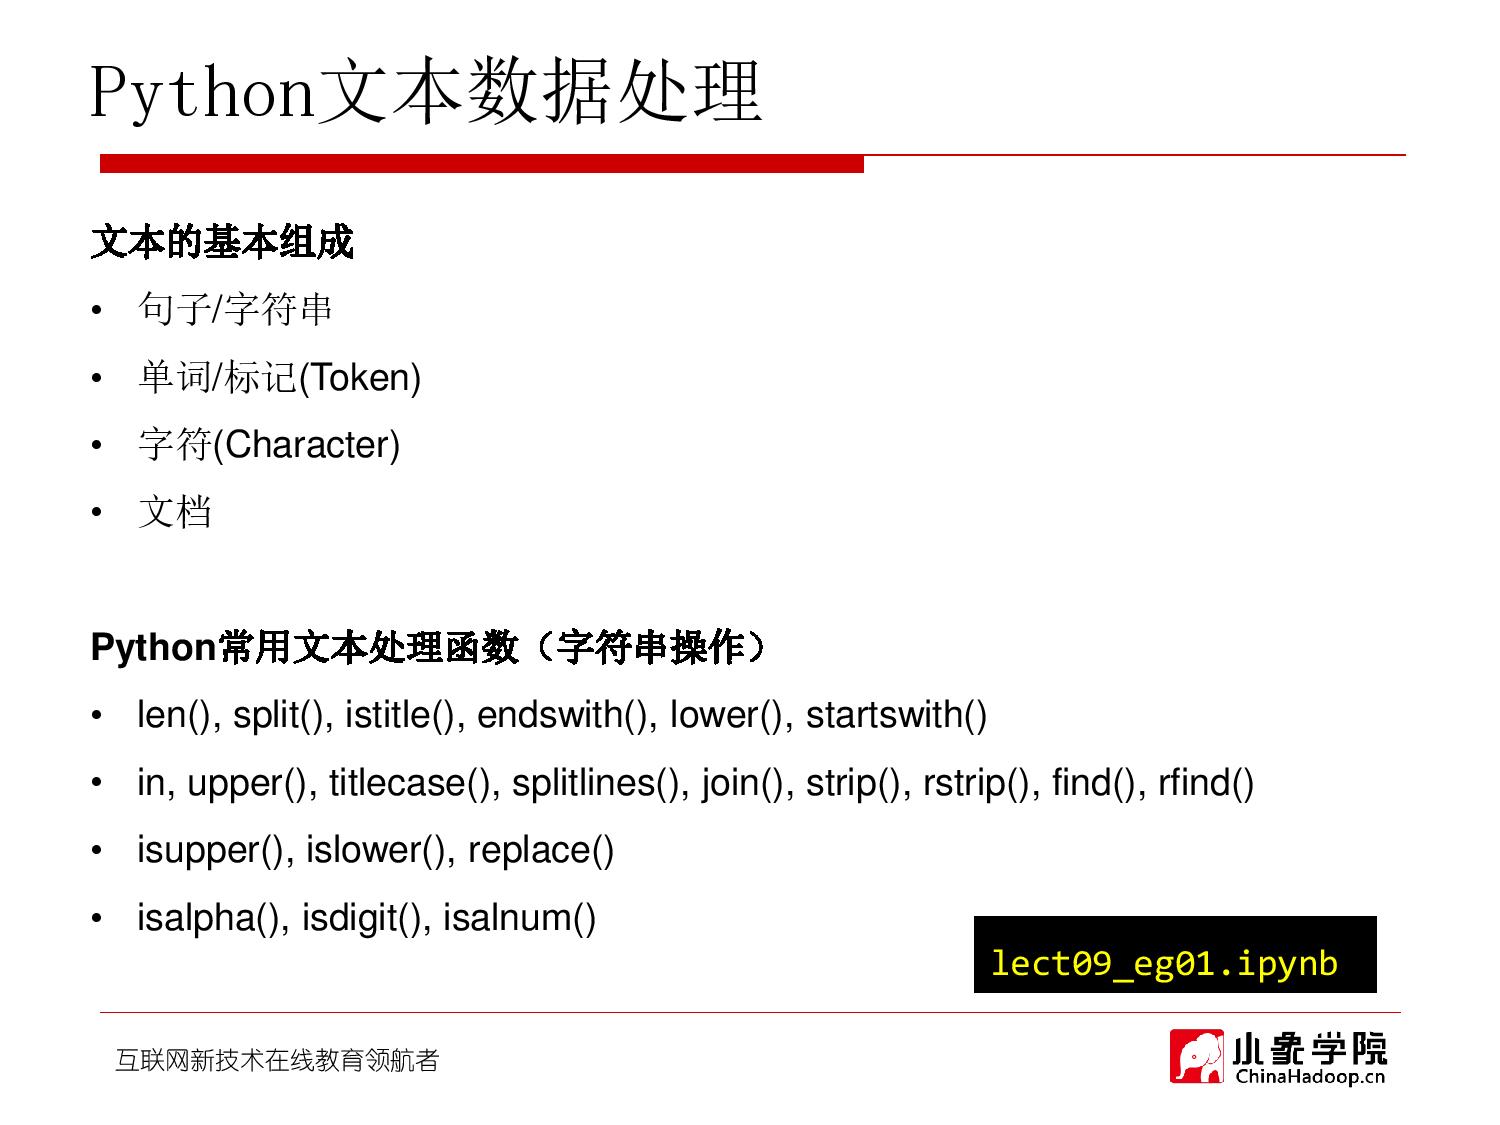 Python文本数据处理
文本的基本组成
• 句子/字符串
• 单词/标记(Token)
• 字符(Character)
• 文档
Python常用文本处理函数（字符串操作）
• len(), split(), istitle(), endswith(), lower(), startswith()
• in, upper(), titlecase(), splitlines(), join(), strip(), rstrip(), find(), rfind()
• isupper(), islower(), replace()
• isalpha(), isdigit(), isalnum()
lect09_eg01.ipynb
互联网新技术在线教育领航者
小象学院
ChinaHadoop.cn